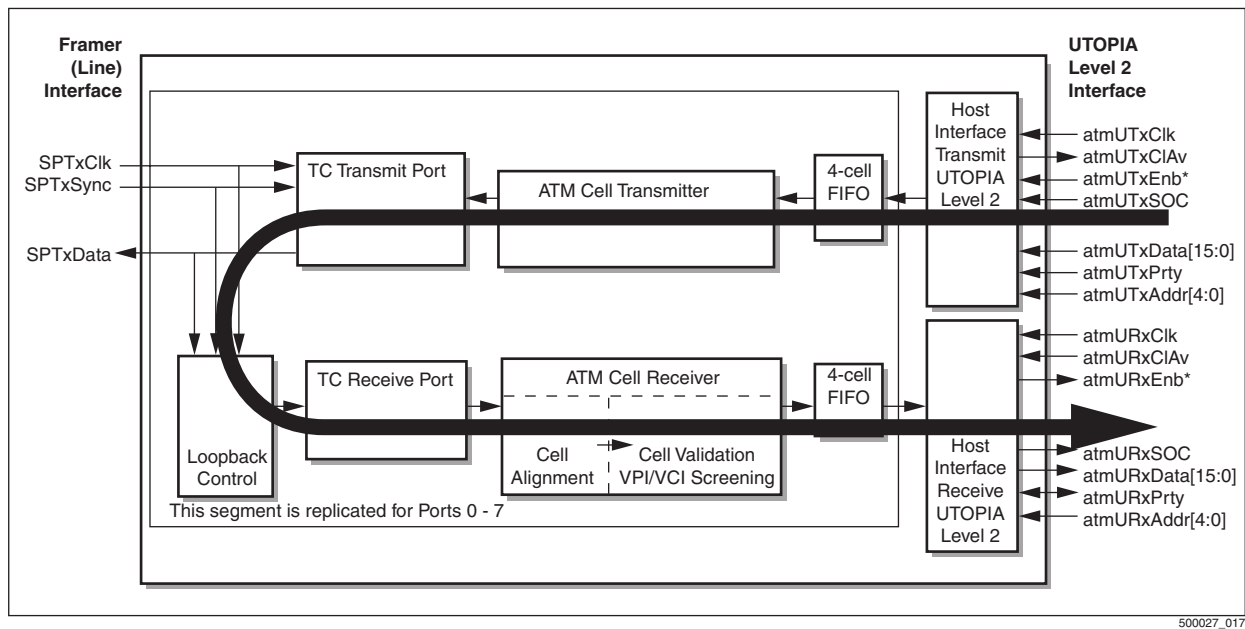 Framer
(Line)
Interface
UTOPIA
Level 2
Interface
SPTxClk
SPTxSync
SPTxData
TC Transmit Port
ATM Cell Transmitter
4-cell
FIFO
Host
Interface
Transmit
UTOPIA
Level 2
atmUTxClk
atmUTxClAv
atmUTxEnb*
atmUTxSOC
atmUTxData[15:0]
atmUTxPrty
atmUTxAddr[4:0]
Loopback
Control
TC Receive Port
ATM Cell Receiver
Cell
Alignment
Cell Validation
VPI/VCI Screening
4-cell
FIFO
Host
Interface
Receive
UTOPIA
Level 2
atmURxClk
atmURxClAv
atmURxEnb*
atmURxSOC
atmURxData[15:0]
atmURxPrty
atmURxAddr[4:0]
This segment is replicated for Ports 0 - 7
500027_017